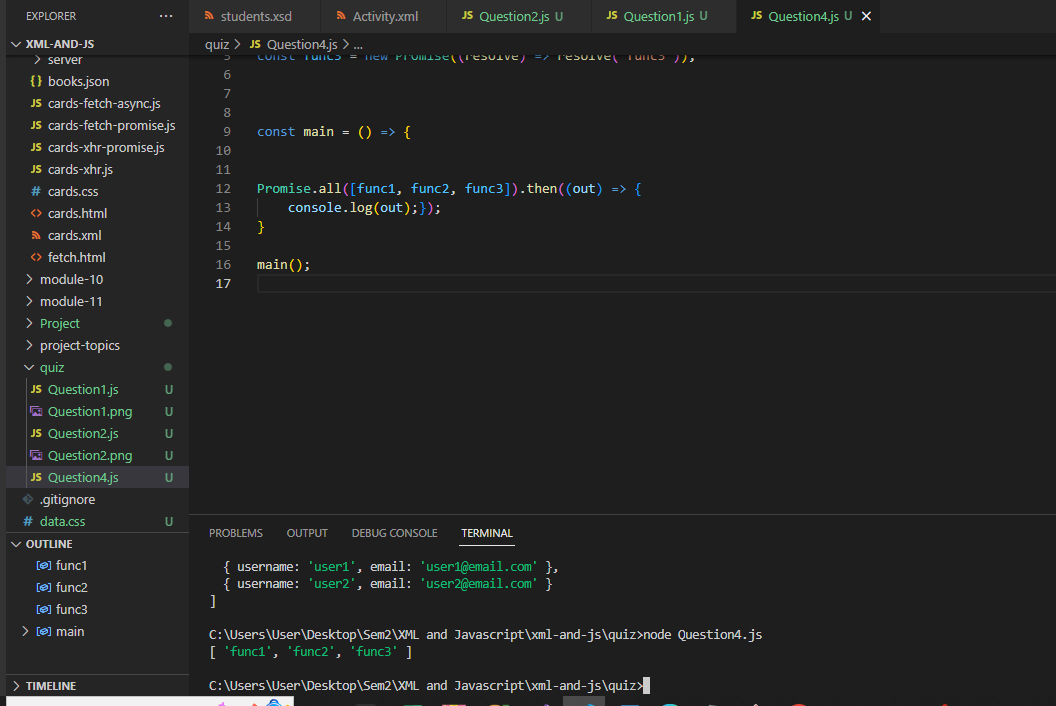 EXPLORER ...
XML-AND-JS
server
{} books.json
JS cards-fetch-async.js
JS cards-fetch-promise.js
JS cards-xhr-promise.js
JS cards-xhr.js
# cards.css
<> cards.html
cards.xml
<> fetch.html
module-10
module-11
Project
project-topics
quiz
JS Question1.js U
Question1.png U
JS Question2.js U
Question2.png U
JS Question4.js U
.gitignore
# data.css U
OUTLINE
func1
func2
func3
main
TIMELINE
students.xsd Activity.xml JS Question2.js U JS Question1.js U JS Question4.js U
quiz > JS Question4.js > ...
5 const func3 = new Promise((resolve) => resolve('func3'));
6
7
8
9 const main = () => {
10
11
12 Promise.all([func1, func2, func3]).then((out) => {
13 console.log(out);});
14 }
15
16 main();
17
PROBLEMS OUTPUT DEBUG CONSOLE TERMINAL
{ username: 'user1', email: 'user1@email.com' },
{ username: 'user2', email: 'user2@email.com' }
]
C:\Users\User\Desktop\Sem2\XML and Javascript\xml-and-js\quiz>node Question4.js
[ 'func1', 'func2', 'func3' ]
C:\Users\User\Desktop\Sem2\XML and Javascript\xml-and-js\quiz>